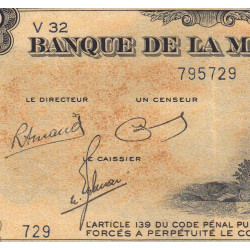 V 32
BANQUE DE LA M
795729
LE DIRECTEUR UN CENSEUR
LE CAISSIER
729
L'ARTICLE 139 DU CODE PÉNAL PU
FORCÉS A PERPÉTUITÉ LE CO